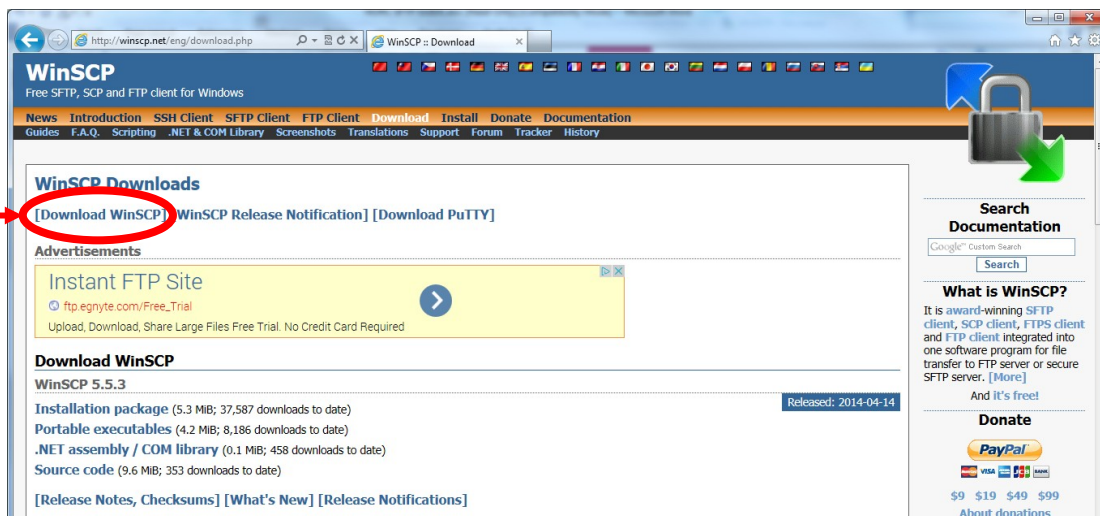 http://winscp.net/eng/download.php
WinSCP :: Download
WinSCP
Free SFTP, SCP and FTP client for Windows
News Introduction SSH Client SFTP Client FTP Client Download Install Donate Documentation
Guides F.A.Q. Scripting .NET & COM Library Screenshots Translations Support Forum Tracker History
WinSCP Downloads
[Download WinSCP] [WinSCP Release Notification] [Download PuTTY]
Advertisements
Instant FTP Site
ftp.egnyte.com/Free_Trial
Upload, Download, Share Large Files Free Trial. No Credit Card Required
Download WinSCP
WinSCP 5.5.3
Released: 2014-04-14
Installation package (5.3 MiB; 37,587 downloads to date)
Portable executables (4.2 MiB; 8,186 downloads to date)
.NET assembly / COM library (0.1 MiB; 458 downloads to date)
Source code (9.6 MiB; 353 downloads to date)
[Release Notes, Checksums] [What's New] [Release Notifications]
Search
Documentation
Google™ Custom Search
Search
What is WinSCP?
It is award-winning SFTP
client, SCP client, FTPS client
and FTP client integrated into
one software program for file
transfer to FTP server or secure
SFTP server. [More]
And it's free!
Donate
PayPal
VISA
JCB
BANK
$9 $19 $49 $99
About donations